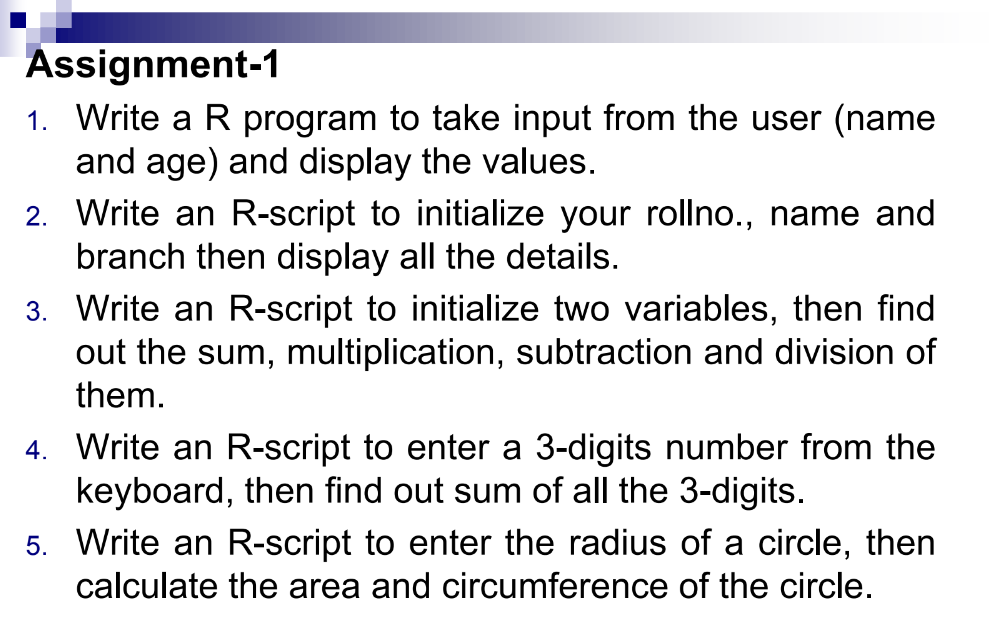 Assignment-1
1. Write a R program to take input from the user (name
and age) and display the values.
2. Write an R-script to initialize your rollno., name and
branch then display all the details.
3. Write an R-script to initialize two variables, then find
out the sum, multiplication, subtraction and division of
them.
4. Write an R-script to enter a 3-digits number from the
keyboard, then find out sum of all the 3-digits.
5. Write an R-script to enter the radius of a circle, then
calculate the area and circumference of the circle.